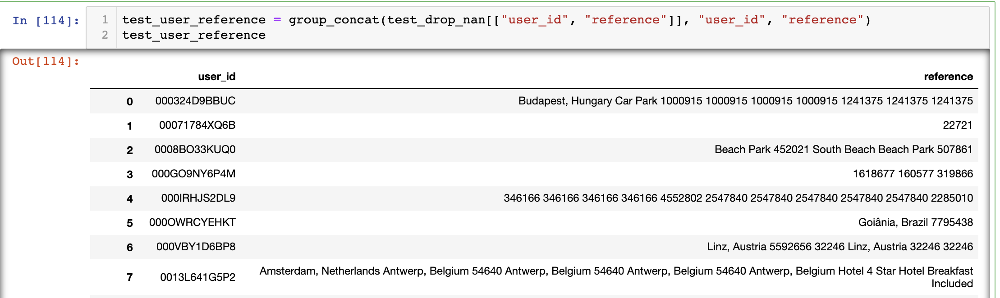 In [114]:
1 test_user_reference = group_concat(test_drop_nan[["user_id", "reference"]], "user_id", "reference")
2 test_user_reference
Out[114]:
user_id reference
0 000324D9BBUC Budapest, Hungary Car Park 1000915 1000915 1000915 1000915 1241375 1241375 1241375
1 00071784XQ6B 22721
2 0008BO33KUQ0 Beach Park 452021 South Beach Beach Park 507861
3 000GO9NY6P4M 1618677 160577 319866
4 000IRHJS2DL9 346166 346166 346166 346166 4552802 2547840 2547840 2547840 2547840 2547840 2285010
5 000OWRCYEHKT Goiânia, Brazil 7795438
6 000VBY1D6BP8 Linz, Austria 5592656 32246 Linz, Austria 32246 32246
7 0013L641G5P2 Amsterdam, Netherlands Antwerp, Belgium 54640 Antwerp, Belgium 54640 Antwerp, Belgium 54640 Antwerp, Belgium Hotel 4 Star Hotel Breakfast
Included